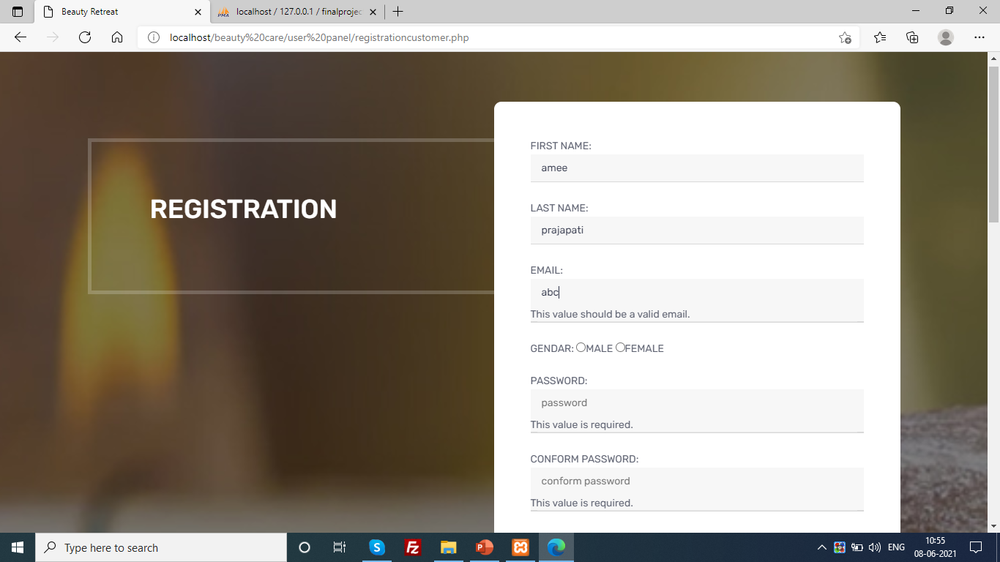 Beauty Retreat
localhost / 127.0.0.1 / finalprojec
localhost/beauty%20care/user%20panel/registrationcustomer.php
REGISTRATION
FIRST NAME:
amee
LAST NAME:
prajapati
EMAIL:
abc
This value should be a valid email.
GENDAR: MALE FEMALE
PASSWORD:
password
This value is required.
CONFORM PASSWORD:
conform password
This value is required.
Type here to search
ENG
10:55
08-06-2021